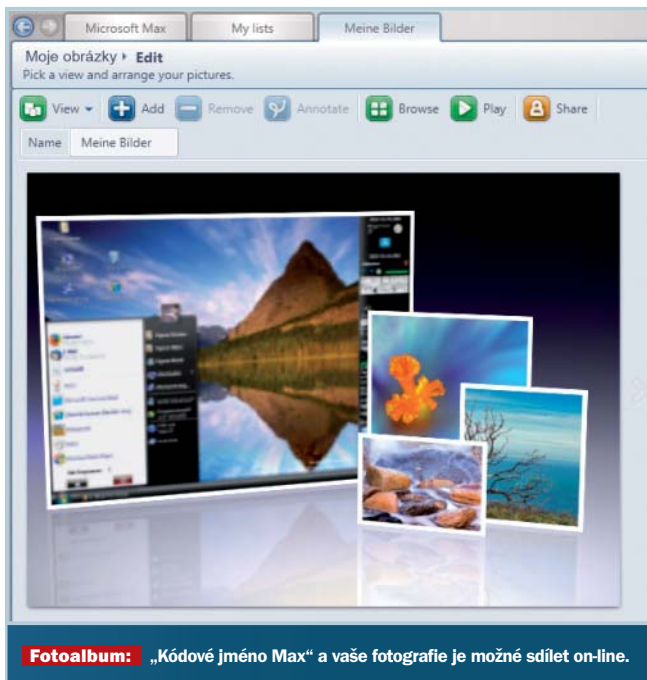 Microsoft Max My lists Meine Bilder
Moje obrázky ▸ Edit
Pick a view and arrange your pictures.
View Add Remove Annotate Browse Play Share
Name Meine Bilder
Fotoalbum: „Kódové jméno Max“ a vaše fotografie je možné sdílet on-line.